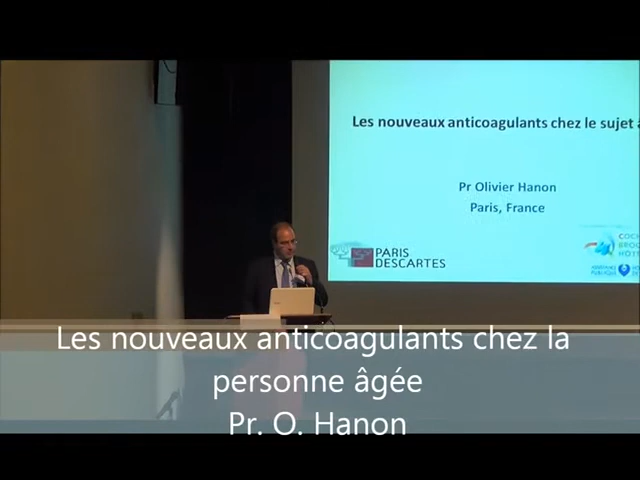 Les nouveaux anticoagulants chez le sujet
Pr Olivier Hanon
Paris, France
PARIS
DESCARTES
Les nouveaux anticoagulants chez la
personne âgée
Pr. O. Hanon